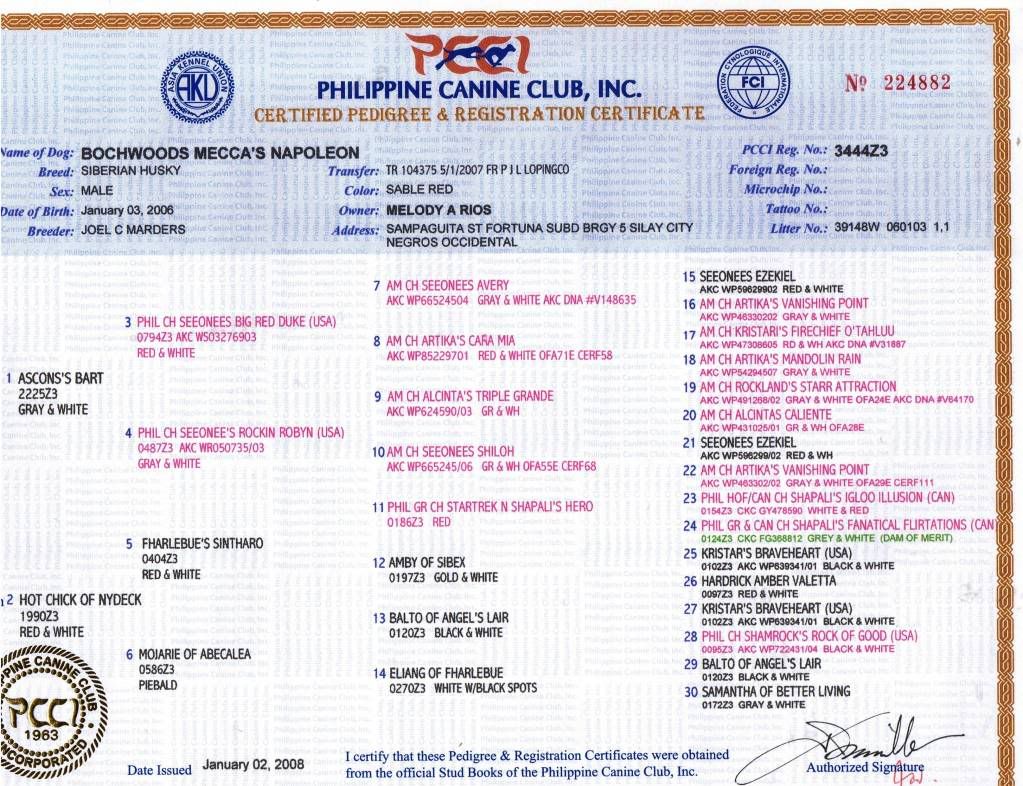 PCCI
ASIA KENNEL UNION
AKU
FEDERATION CYNOLOGIQUE INTERNATIONALE
FCI
Nº 224882
PHILIPPINE CANINE CLUB, INC.
CERTIFIED PEDIGREE & REGISTRATION CERTIFICATE
Name of Dog: BOCHWOODS MECCA'S NAPOLEON
PCCI Reg. No.: 3444Z3
Breed: SIBERIAN HUSKY
Transfer: TR 104375 5/1/2007 FR P J L LOPINGCO
Foreign Reg. No.:
Sex: MALE
Color: SABLE RED
Microchip No.:
Date of Birth: January 03, 2006
Owner: MELODY A RIOS
Tattoo No.:
Breeder: JOEL C MARDERS
Address: SAMPAGUITA ST FORTUNA SUBD BRGY 5 SILAY CITY
NEGROS OCCIDENTAL
Litter No.: 39148W 060103 1,1
1 ASCONS'S BART
2225Z3
GRAY & WHITE
2 HOT CHICK OF NYDECK
1990Z3
RED & WHITE
3 PHIL CH SEEONEES BIG RED DUKE (USA)
0794Z3 AKC WS03276903
RED & WHITE
4 PHIL CH SEEONEE'S ROCKIN ROBYN (USA)
0487Z3 AKC WR050735/03
GRAY & WHITE
5 FHARLEBUE'S SINTHARO
0404Z3
RED & WHITE
6 MOJARIE OF ABECALEA
0586Z3
PIEBALD
7 AM CH SEEONEES AVERY
AKC WP66524504 GRAY & WHITE AKC DNA #V148635
8 AM CH ARTIKA'S CAÑA MIA
AKC WP85229701 RED & WHITE OFA71E CERF58
9 AM CH ALCINTA'S TRIPLE GRANDE
AKC WP624590/03 GR & WH
10 AM CH SEEONEES SHILOH
AKC WP665245/06 GR & WH OFA55E CERF68
11 PHIL GR CH STARTREK N SHAPALI'S HERO
0186Z3 RED
12 AMBY OF SIBEX
0197Z3 GOLD & WHITE
13 BALTO OF ANGEL'S LAIR
0120Z3 BLACK & WHITE
14 ELIANG OF FHARLEBUE
0270Z3 WHITE W/BLACK SPOTS
15 SEEONEES EZEKIEL
AKC WP59629902 RED & WHITE
16 AM CH ARTIKA'S VANISHING POINT
AKC WP46330202 GRAY & WHITE
17 AM CH KRISTARI'S FIRECHIEF O'TAHLUU
AKC WP47308605 RD & WH AKC DNA #V31887
18 AM CH ARTIKA'S MANDOLIN RAIN
AKC WP54294507 GRAY & WHITE
19 AM CH ROCKLAND'S STARR ATTRACTION
AKC WP491268/02 GRAY & WHITE OFA24E AKC DNA #V64170
20 AM CH ALCINTAS CALIENTE
AKC WP431025/01 GR & WH OFA28E
21 SEEONEES EZEKIEL
AKC WP596299/02 RED & WH
22 AM CH ARTIKA'S VANISHING POINT
AKC WP463302/02 GRAY & WHITE OFA29E CERF111
23 PHIL HOF/CAN CH SHAPALI'S IGLOO ILLUSION (CAN)
0154Z3 CKC GY478590 WHITE & RED
24 PHIL GR & CAN CH SHAPALI'S FANATICAL FLIRTATIONS (CAN
0124Z3 CKC FG368812 GREY & WHITE (DAM OF MERIT)
25 KRISTAR'S BRAVEHEART (USA)
0102Z3 AKC WP639341/01 BLACK & WHITE
26 HARDRICK AMBER VALETTA
0097Z3 RED & WHITE
27 KRISTAR'S BRAVEHEART (USA)
0102Z3 AKC WP639341/01 BLACK & WHITE
28 PHIL CH SHAMROCK'S ROCK OF GOOD (USA)
0095Z3 AKC WP722431/04 BLACK & WHITE
29 BALTO OF ANGEL'S LAIR
0120Z3 BLACK & WHITE
30 SAMANTHA OF BETTER LIVING
0172Z3 GRAY & WHITE
PINE CANINE CLUB
PCCI
1963
INCORPORATED
Date Issued January 02, 2008
I certify that these Pedigree & Registration Certificates were obtained
from the official Stud Books of the Philippine Canine Club, Inc.
Authorized Signature